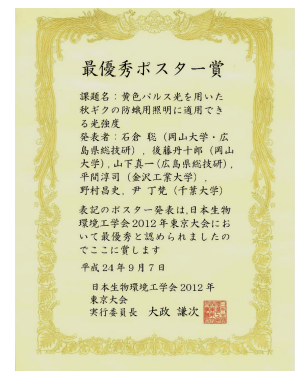 最優秀ポスター賞
課題名：黄色パルス光を用いた
秋ギクの防蛾用照明に適用でき
る光強度
発表者：石倉 聡（岡山大学・広
島県総技研），後藤丹十郎（岡山
大学），山下真一（広島県総技研），
平間淳司（金沢工業大学），
野村昌史，尹 丁梵（千葉大学）
表記のポスター発表は,日本生物
環境工学会2012年東京大会にお
いて最優秀と認められましたの
でここに賞します
平成24年9月7日
日本生物環境工学会2012年
東京大会
実行委員長 大政 謙次